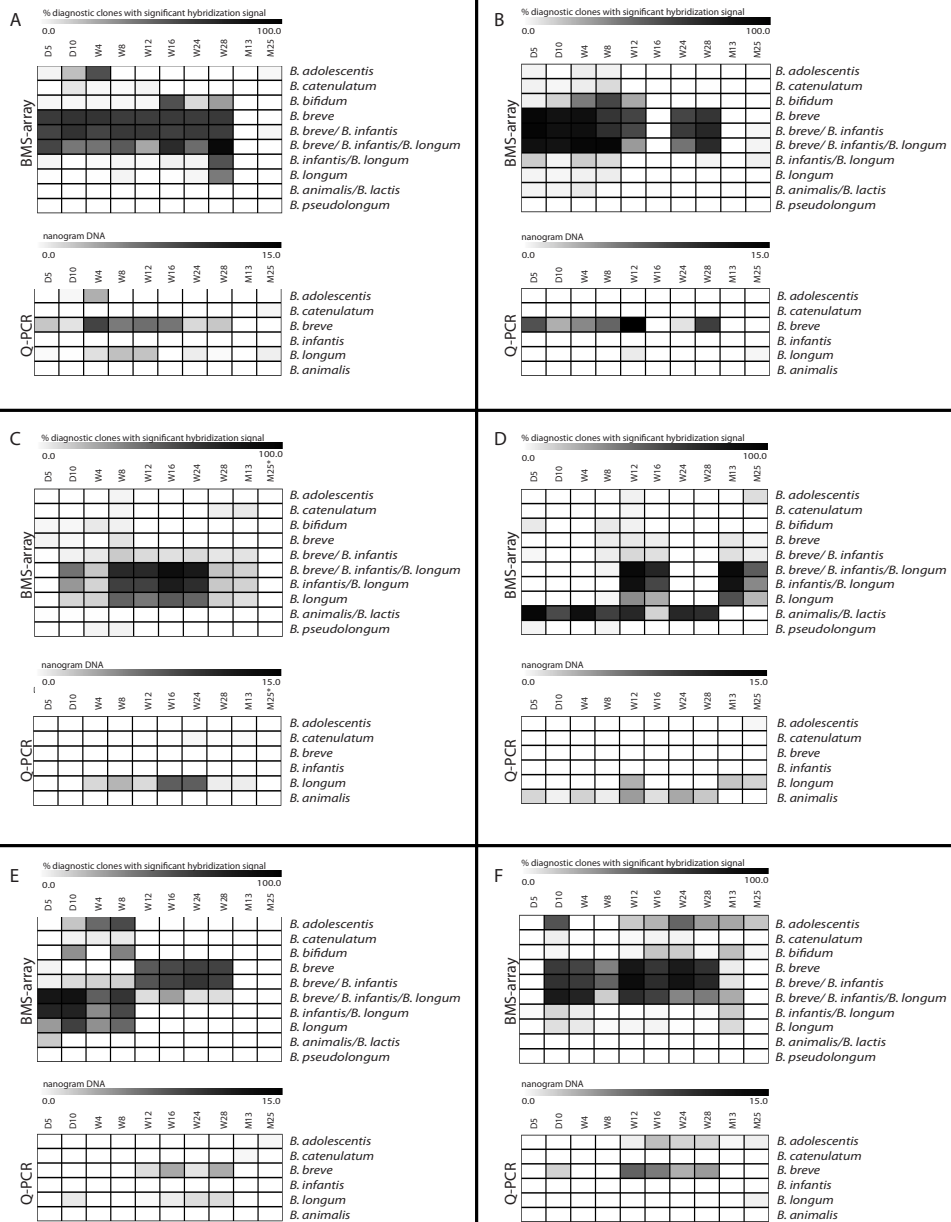 A
% diagnostic clones with significant hybridization signal
0.0 100.0
D5 D10 W4 W8 W12 W16 W24 W28 M13 M25
BMS-array
B. adolescentis
B. catenulatum
B. bifidum
B. breve
B. breve/ B. infantis
B. breve/ B. infantis/B. longum
B. infantis/B. longum
B. longum
B. animalis/B. lactis
B. pseudolongum
nanogram DNA
0.0 15.0
D5 D10 W4 W8 W12 W16 W24 W28 M13 M25
Q-PCR
B. adolescentis
B. catenulatum
B. breve
B. infantis
B. longum
B. animalis
B
% diagnostic clones with significant hybridization signal
0.0 100.0
D5 D10 W4 W8 W12 W16 W24 W28 M13 M25
BMS-array
B. adolescentis
B. catenulatum
B. bifidum
B. breve
B. breve/ B. infantis
B. breve/ B. infantis/B. longum
B. infantis/B. longum
B. longum
B. animalis/B. lactis
B. pseudolongum
nanogram DNA
0.0 15.0
D5 D10 W4 W8 W12 W16 W24 W28 M13 M25
Q-PCR
B. adolescentis
B. catenulatum
B. breve
B. infantis
B. longum
B. animalis
C
% diagnostic clones with significant hybridization signal
0.0 100.0
D5 D10 W4 W8 W12 W16 W24 W28 M13 M25*
BMS-array
B. adolescentis
B. catenulatum
B. bifidum
B. breve
B. breve/ B. infantis
B. breve/ B. infantis/B. longum
B. infantis/B. longum
B. longum
B. animalis/B. lactis
B. pseudolongum
nanogram DNA
0.0 15.0
D5 D10 W4 W8 W12 W16 W24 W28 M13 M25*
Q-PCR
B. adolescentis
B. catenulatum
B. breve
B. infantis
B. longum
B. animalis
D
% diagnostic clones with significant hybridization signal
0.0 100.0
D5 D10 W4 W8 W12 W16 W24 W28 M13 M25
BMS-array
B. adolescentis
B. catenulatum
B. bifidum
B. breve
B. breve/ B. infantis
B. breve/ B. infantis/B. longum
B. infantis/B. longum
B. longum
B. animalis/B. lactis
B. pseudolongum
nanogram DNA
0.0 15.0
D5 D10 W4 W8 W12 W16 W24 W28 M13 M25
Q-PCR
B. adolescentis
B. catenulatum
B. breve
B. infantis
B. longum
B. animalis
E
% diagnostic clones with significant hybridization signal
0.0 100.0
D5 D10 W4 W8 W12 W16 W24 W28 M13 M25
BMS-array
B. adolescentis
B. catenulatum
B. bifidum
B. breve
B. breve/ B. infantis
B. breve/ B. infantis/B. longum
B. infantis/B. longum
B. longum
B. animalis/B. lactis
B. pseudolongum
nanogram DNA
0.0 15.0
D5 D10 W4 W8 W12 W16 W24 W28 M13 M25
Q-PCR
B. adolescentis
B. catenulatum
B. breve
B. infantis
B. longum
B. animalis
F
% diagnostic clones with significant hybridization signal
0.0 100.0
D5 D10 W4 W8 W12 W16 W24 W28 M13 M25
BMS-array
B. adolescentis
B. catenulatum
B. bifidum
B. breve
B. breve/ B. infantis
B. breve/ B. infantis/B. longum
B. infantis/B. longum
B. longum
B. animalis/B. lactis
B. pseudolongum
nanogram DNA
0.0 15.0
D5 D10 W4 W8 W12 W16 W24 W28 M13 M25
Q-PCR
B. adolescentis
B. catenulatum
B. breve
B. infantis
B. longum
B. animalis